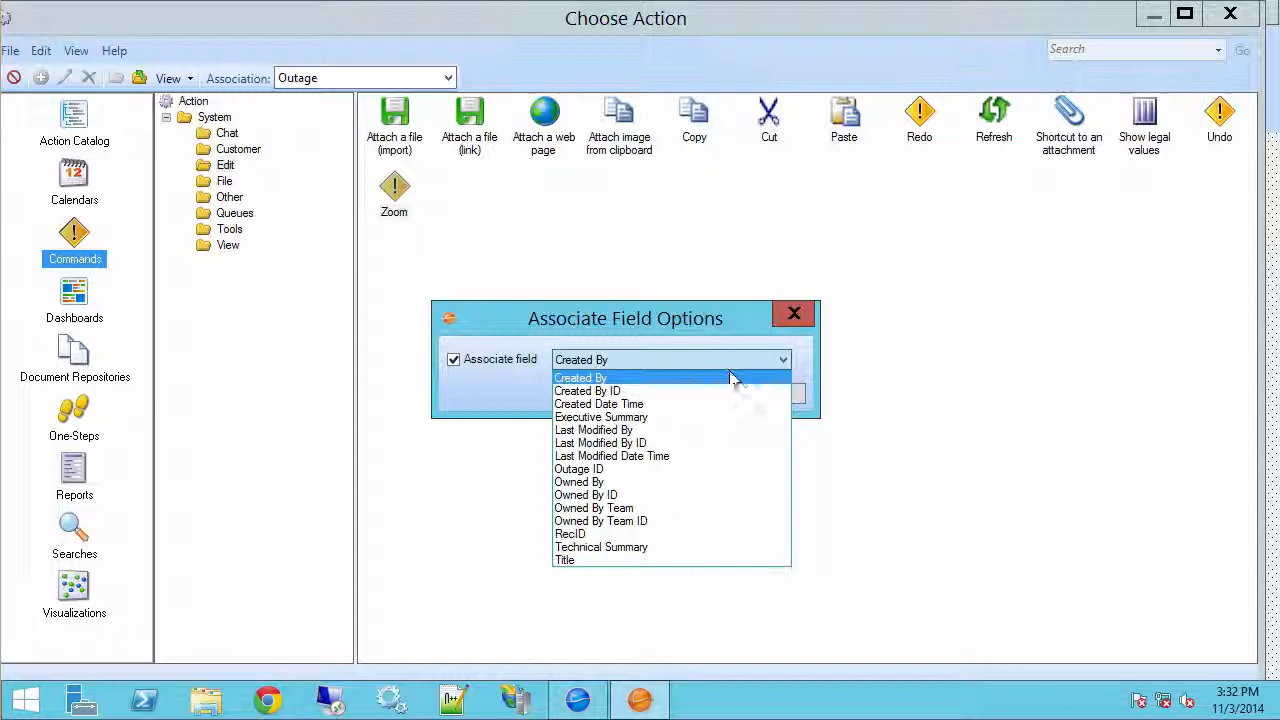 Choose Action
File Edit View Help
Search
Go
View
Association:
Outage
Action Catalog
12
Calendars
Commands
Dashboard
Document Repositories
One-Steps
Reports
Searches
Visualizations
Action
System
Chat
Customer
Edit
File
Other
Queues
Tools
View
Attach a file (import)
Attach a file (link)
Attach a web page
Attach image from clipboard
Copy
Cut
Paste
Redo
Refresh
Shortcut to an attachment
Show legal values
Undo
Zoom
Associate Field Options
Associate field
Created By
Created By
Created By ID
Created Date Time
Executive Summary
Last Modified By
Last Modified By ID
Last Modified Date Time
Outage ID
Owned By
Owned By ID
Owned By Team
Owned By Team ID
RecID
Technical Summary
Title
3:32 PM
11/3/2014